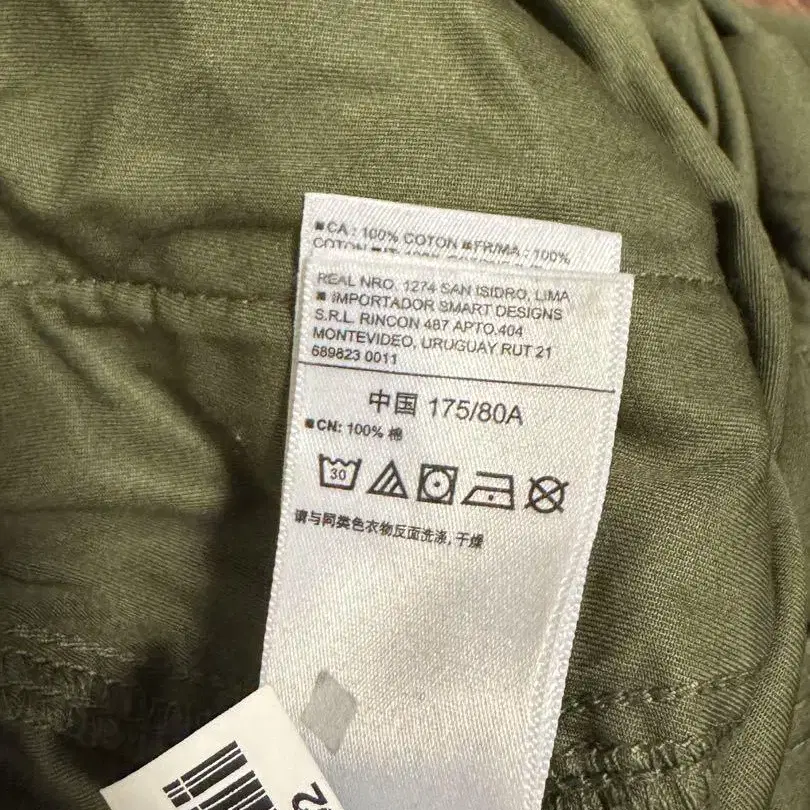 CA : 100% COTON ■ FR/MA : 100%
COTON
REAL NRO. 1274 SAN ISIDRO, LIMA
■ IMPORTADOR SMART DESIGNS
S.R.L. RINCON 487 APTO.404
MONTEVIDEO, URUGUAY RUT 21
689823 0011
中国 175/80A
■CN: 100% 棉
30
请与同类色衣物反面洗涤,干燥